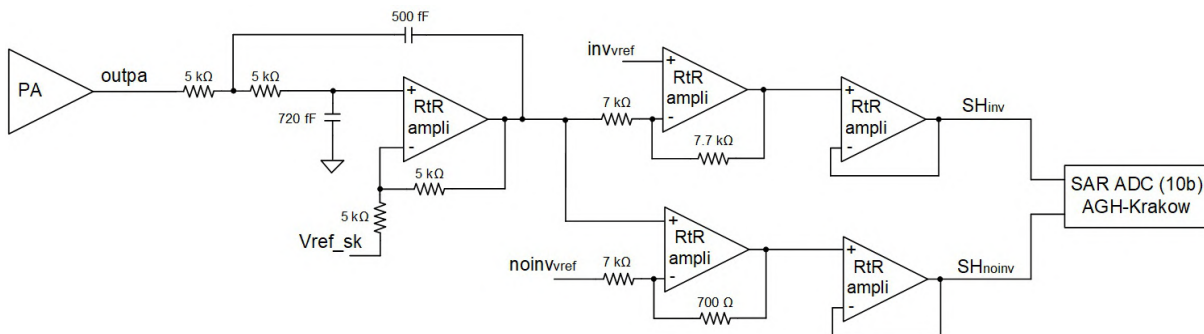 500 fF
PA
outpa
5 kΩ
5 kΩ
720 fF
+
-
RtR
ampli
5 kΩ
5 kΩ
Vref_sk
invvref
+
-
RtR
ampli
7 kΩ
7.7 kΩ
+
-
RtR
ampli
SHinv
noinvvref
7 kΩ
+
-
RtR
ampli
700 Ω
+
-
RtR
ampli
SHnoinv
SAR ADC (10b)
AGH-Krakow